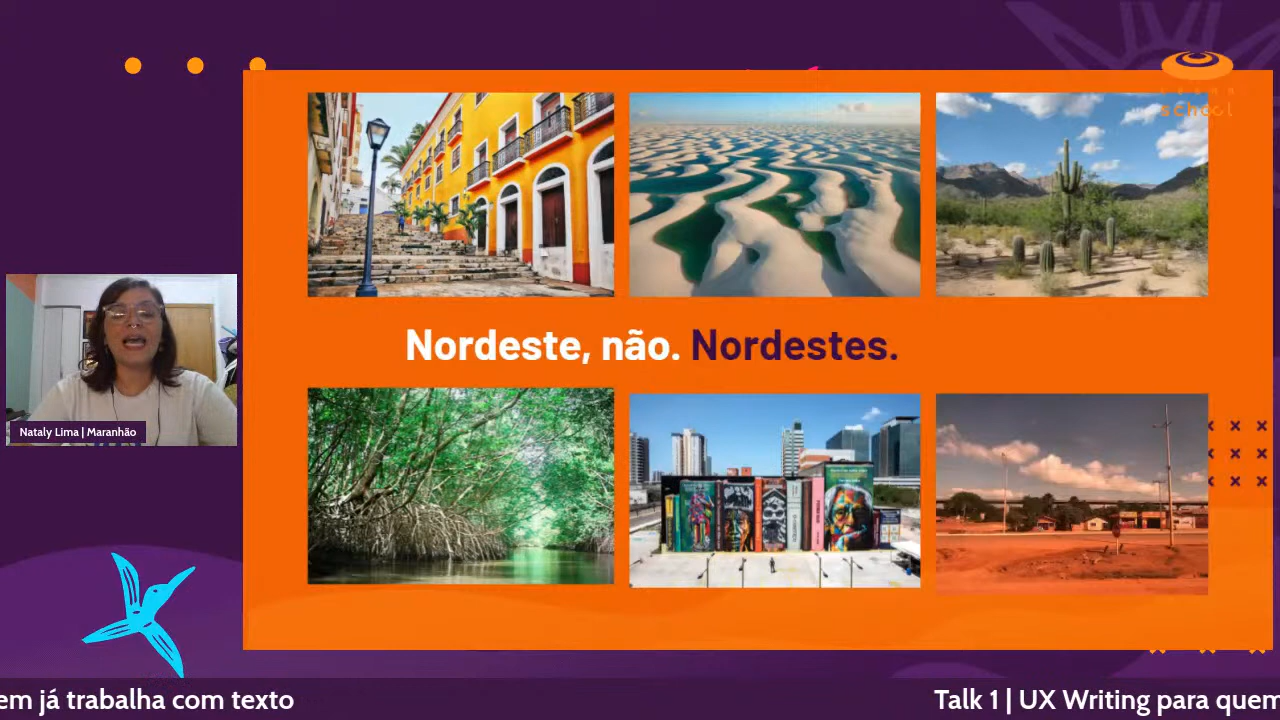 school
Nordeste, não. Nordestes.
Nataly Lima | Maranhão
em já trabalha com texto
Talk 1 | UX Writing para quem